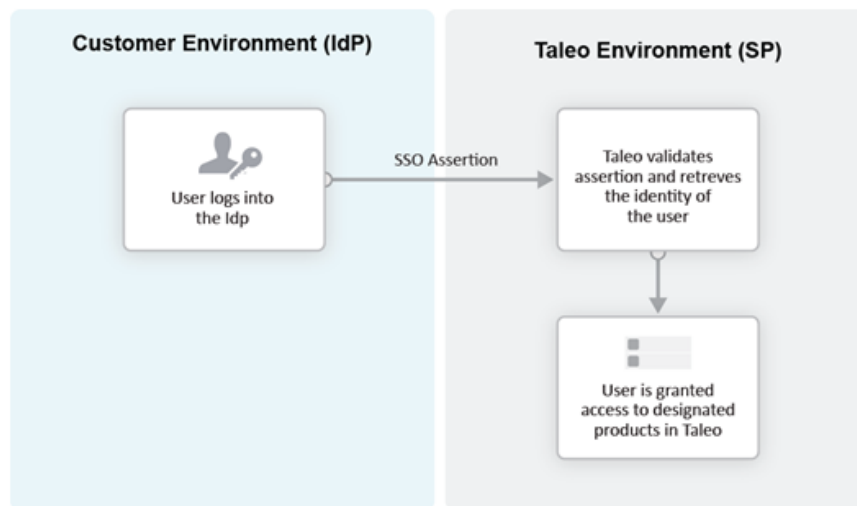 Customer Environment (IdP)
Taleo Environment (SP)
User logs into
the Idp
SSO Assertion
Taleo validates
assertion and retreves
the identity of
the user
User is granted
access to designated
products in Taleo